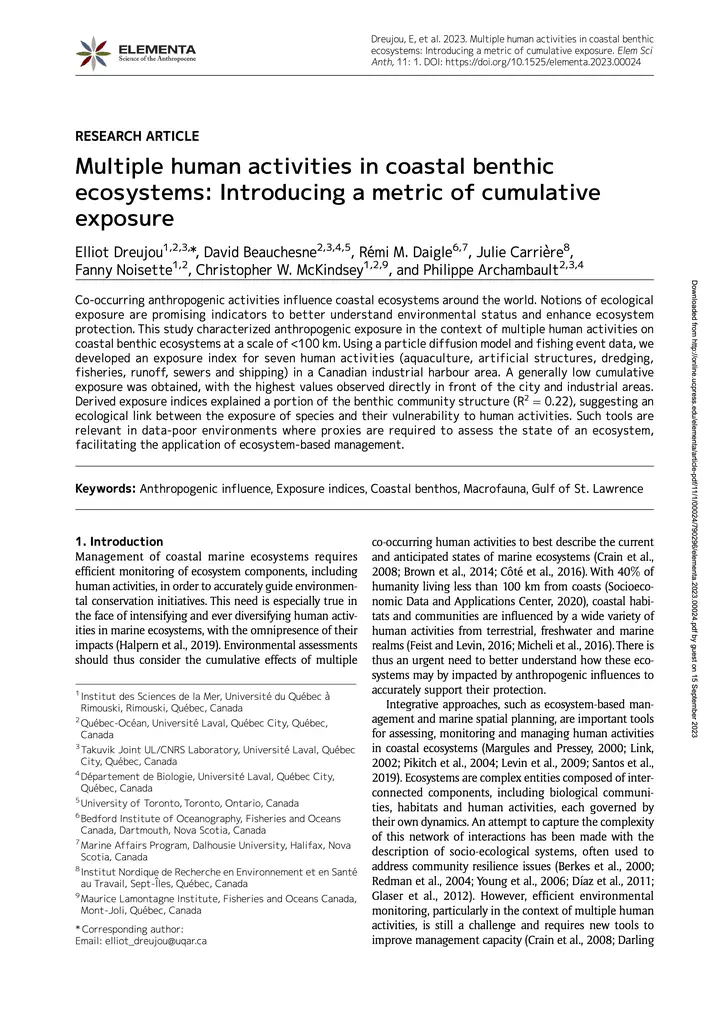 ELEMENTA
Science of the Anthropocene
Dreujou, E, et al. 2023. Multiple human activities in coastal benthic
ecosystems: Introducing a metric of cumulative exposure. Elem Sci
Anth, 11: 1. DOI: https://doi.org/10.1525/elementa.2023.00024
RESEARCH ARTICLE
Multiple human activities in coastal benthic
ecosystems: Introducing a metric of cumulative
exposure
Elliot Dreujou1,2,3,*, David Beauchesne2,3,4,5, Rémi M. Daigle6,7, Julie Carrière8,
Fanny Noisette1,2, Christopher W. McKindsey1,2,9, and Philippe Archambault2,3,4
Co-occurring anthropogenic activities influence coastal ecosystems around the world. Notions of ecological
exposure are promising indicators to better understand environmental status and enhance ecosystem
protection. This study characterized anthropogenic exposure in the context of multiple human activities on
coastal benthic ecosystems at a scale of <100 km. Using a particle diffusion model and fishing event data, we
developed an exposure index for seven human activities (aquaculture, artificial structures, dredging,
fisheries, runoff, sewers and shipping) in a Canadian industrial harbour area. A generally low cumulative
exposure was obtained, with the highest values observed directly in front of the city and industrial areas.
Derived exposure indices explained a portion of the benthic community structure (R2 = 0.22), suggesting an
ecological link between the exposure of species and their vulnerability to human activities. Such tools are
relevant in data-poor environments where proxies are required to assess the state of an ecosystem,
facilitating the application of ecosystem-based management.
Keywords: Anthropogenic influence, Exposure indices, Coastal benthos, Macrofauna, Gulf of St. Lawrence
1. Introduction
Management of coastal marine ecosystems requires
efficient monitoring of ecosystem components, including
human activities, in order to accurately guide environmen-
tal conservation initiatives. This need is especially true in
the face of intensifying and ever diversifying human activ-
ities in marine ecosystems, with the omnipresence of their
impacts (Halpern et al., 2019). Environmental assessments
should thus consider the cumulative effects of multiple
1 Institut des Sciences de la Mer, Université du Québec à
Rimouski, Rimouski, Québec, Canada
2 Québec-Océan, Université Laval, Québec City, Québec,
Canada
3 Takuvik Joint UL/CNRS Laboratory, Université Laval, Québec
City, Québec, Canada
4 Département de Biologie, Université Laval, Québec City,
Québec, Canada
5 University of Toronto, Toronto, Ontario, Canada
6 Bedford Institute of Oceanography, Fisheries and Oceans
Canada, Dartmouth, Nova Scotia, Canada
7 Marine Affairs Program, Dalhousie University, Halifax, Nova
Scotia, Canada
8 Institut Nordique de Recherche en Environnement et en Santé
au Travail, Sept-Îles, Québec, Canada
9 Maurice Lamontagne Institute, Fisheries and Oceans Canada,
Mont-Joli, Québec, Canada
* Corresponding author:
Email: elliot_dreujou@uqar.ca
co-occurring human activities to best describe the current
and anticipated states of marine ecosystems (Crain et al.,
2008; Brown et al., 2014; Côté et al., 2016). With 40% of
humanity living less than 100 km from coasts (Socioeco-
nomic Data and Applications Center, 2020), coastal habi-
tats and communities are influenced by a wide variety of
human activities from terrestrial, freshwater and marine
realms (Feist and Levin, 2016; Micheli et al., 2016). There is
thus an urgent need to better understand how these eco-
systems may by impacted by anthropogenic influences to
accurately support their protection.
Integrative approaches, such as ecosystem-based man-
agement and marine spatial planning, are important tools
for assessing, monitoring and managing human activities
in coastal ecosystems (Margules and Pressey, 2000; Link,
2002; Pikitch et al., 2004; Levin et al., 2009; Santos et al.,
2019). Ecosystems are complex entities composed of inter-
connected components, including biological communi-
ties, habitats and human activities, each governed by
their own dynamics. An attempt to capture the complexity
of this network of interactions has been made with the
description of socio-ecological systems, often used to
address community resilience issues (Berkes et al., 2000;
Redman et al., 2004; Young et al., 2006; Díaz et al., 2011;
Glaser et al., 2012). However, efficient environmental
monitoring, particularly in the context of multiple human
activities, is still a challenge and requires new tools to
improve management capacity (Crain et al., 2008; Darling
Downloaded from http://online.ucpress.edu/elementa/article-pdf/11/1/00024/790296/elementa.2023.00024.pdf by guest on 15 September 2023